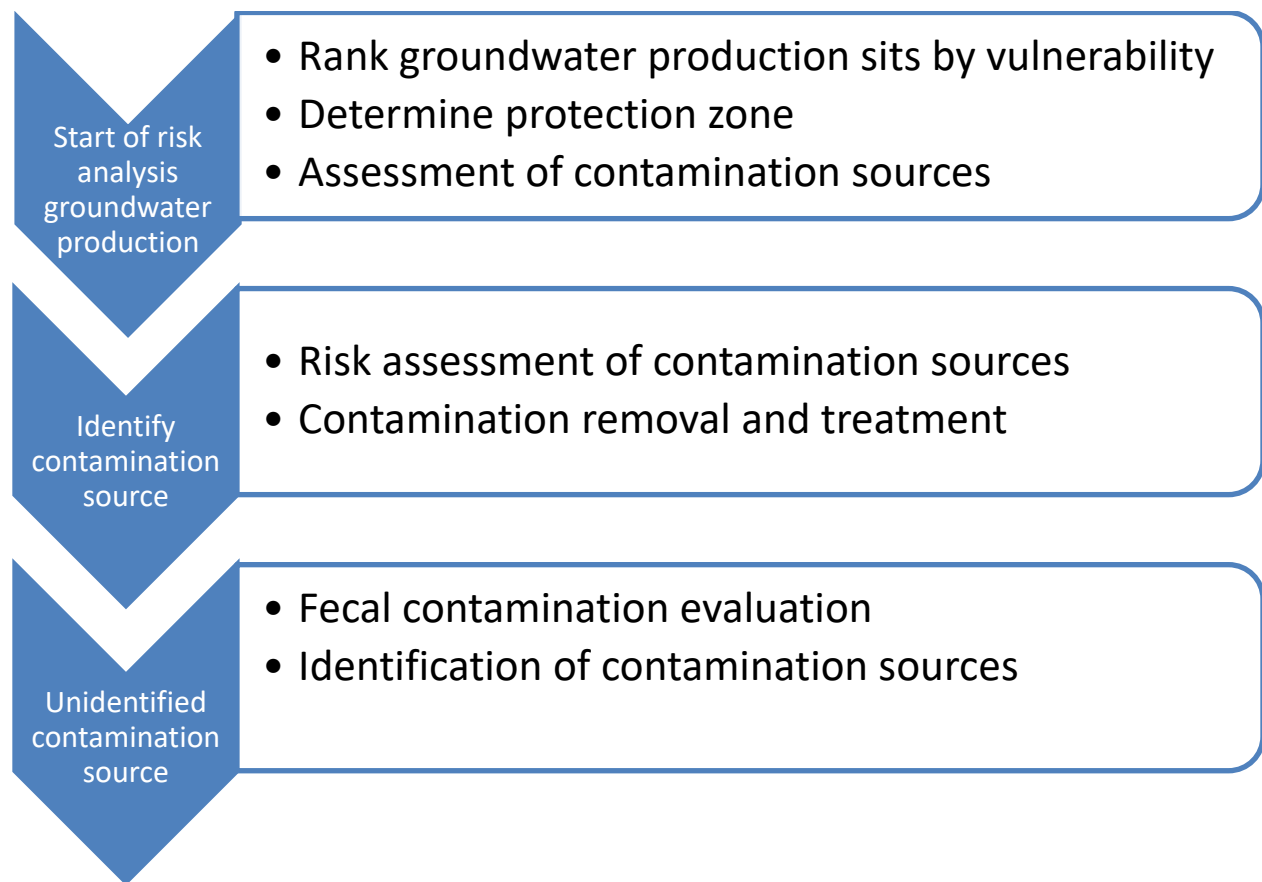 Start of risk
analysis
groundwater
production
• Rank groundwater production sits by vulnerability
• Determine protection zone
• Assessment of contamination sources
Identify
contamination
source
• Risk assessment of contamination sources
• Contamination removal and treatment
Unidentified
contamination
source
• Fecal contamination evaluation
• Identification of contamination sources